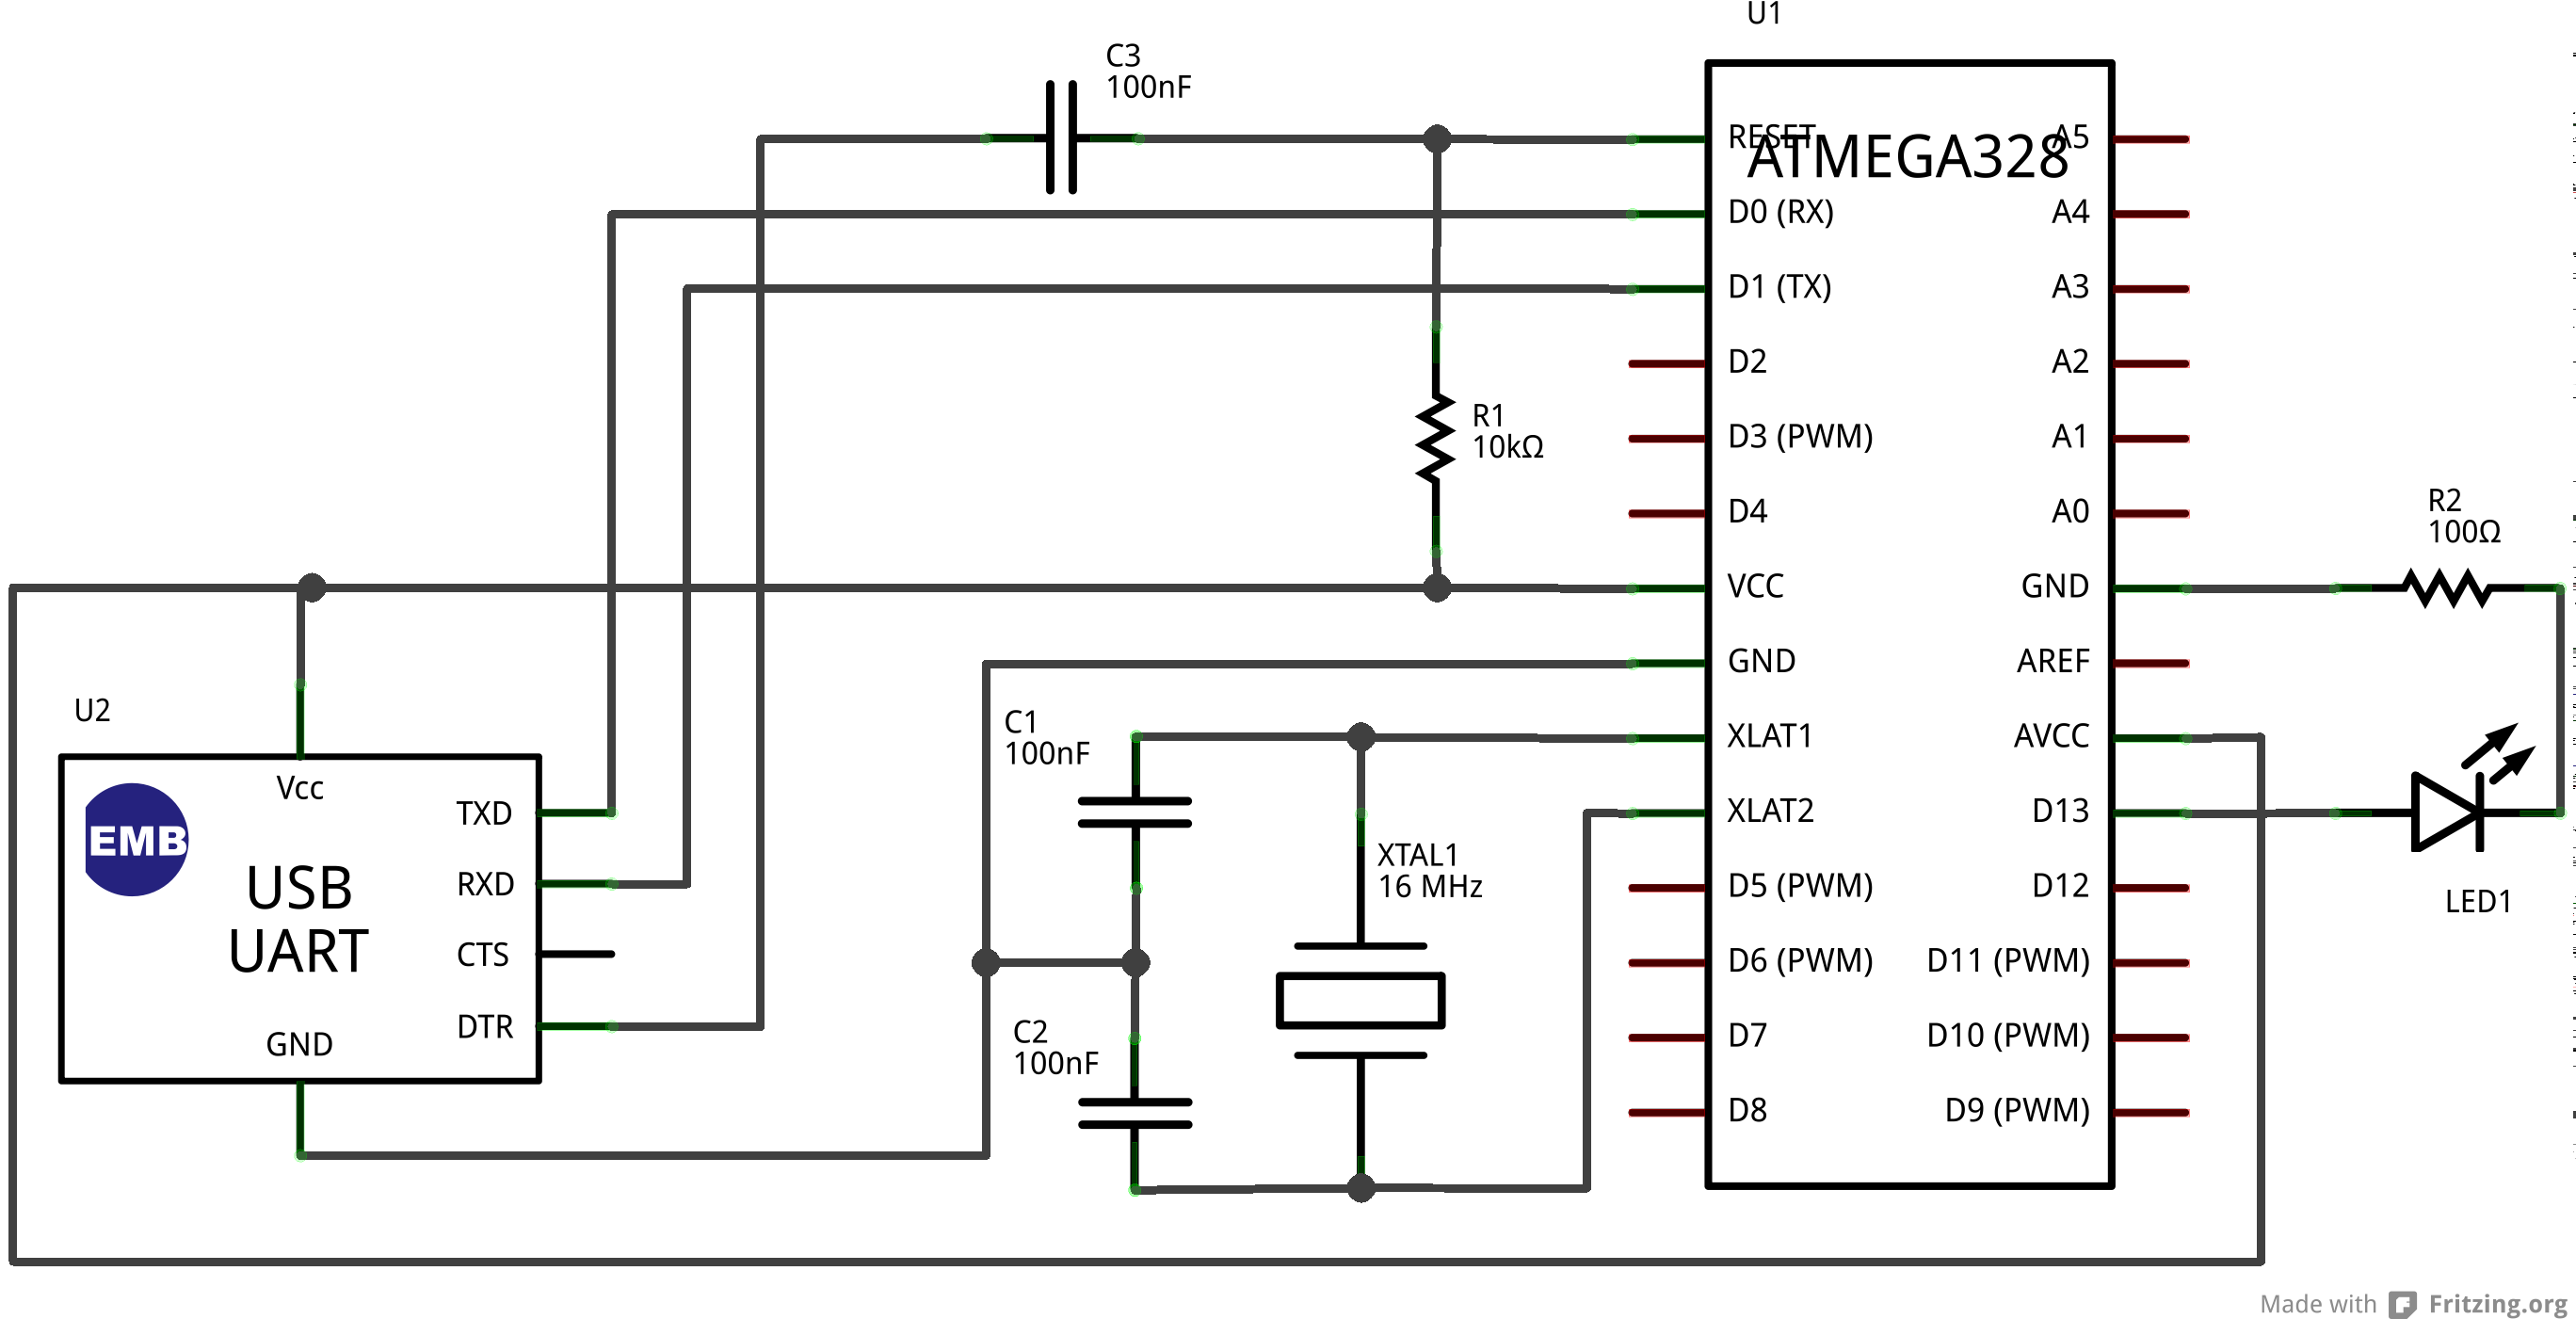 U1
C3
100nF
RESET
ATMEGA328
A5
D0 (RX)
A4
D1 (TX)
A3
D2
A2
R1
10kΩ
D3 (PWM)
A1
D4
A0
R2
100Ω
VCC
GND
GND
AREF
U2
C1
100nF
XLAT1
AVCC
Vcc
TXD
XLAT2
D13
EMB
USB
UART
RXD
XTAL1
16 MHz
D5 (PWM)
D12
LED1
CTS
D6 (PWM)
D11 (PWM)
DTR
GND
C2
100nF
D7
D10 (PWM)
D8
D9 (PWM)
Made with Fritzing.org